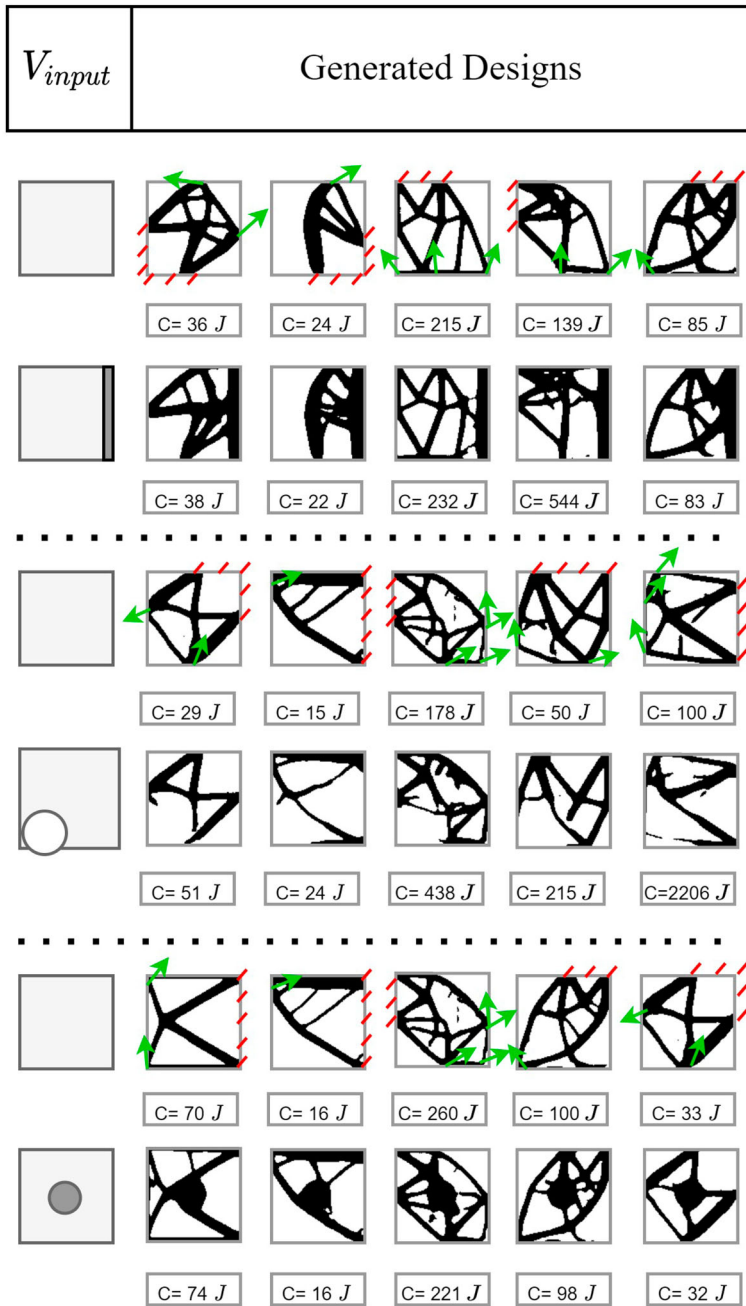 V_input Generated Designs
C= 36 J C= 24 J C= 215 J C= 139 J C= 85 J
C= 38 J C= 22 J C= 232 J C= 544 J C= 83 J
C= 29 J C= 15 J C= 178 J C= 50 J C= 100 J
C= 51 J C= 24 J C= 438 J C= 215 J C=2206 J
C= 70 J C= 16 J C= 260 J C= 100 J C= 33 J
C= 74 J C= 16 J C= 221 J C= 98 J C= 32 J